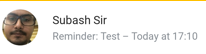 Subash Sir
Reminder: Test – Today at 17:10